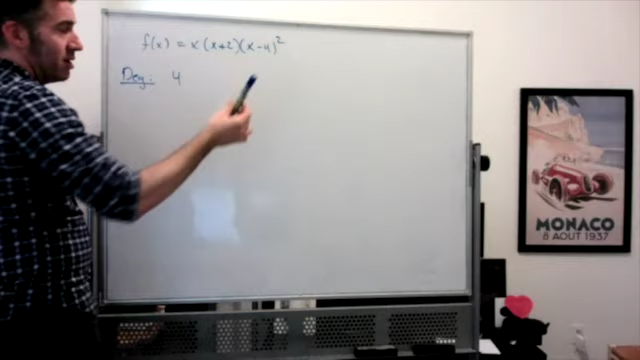 f(x) = x(x+2)(x-4)²
Deg: 4
MONACO
8 AOUT 1937